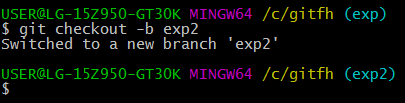 USER@LG-15Z950-GT30K MINGW64 /c/gitfh (exp)
$ git checkout -b exp2
Switched to a new branch 'exp2'
USER@LG-15Z950-GT30K MINGW64 /c/gitfh (exp2)
$